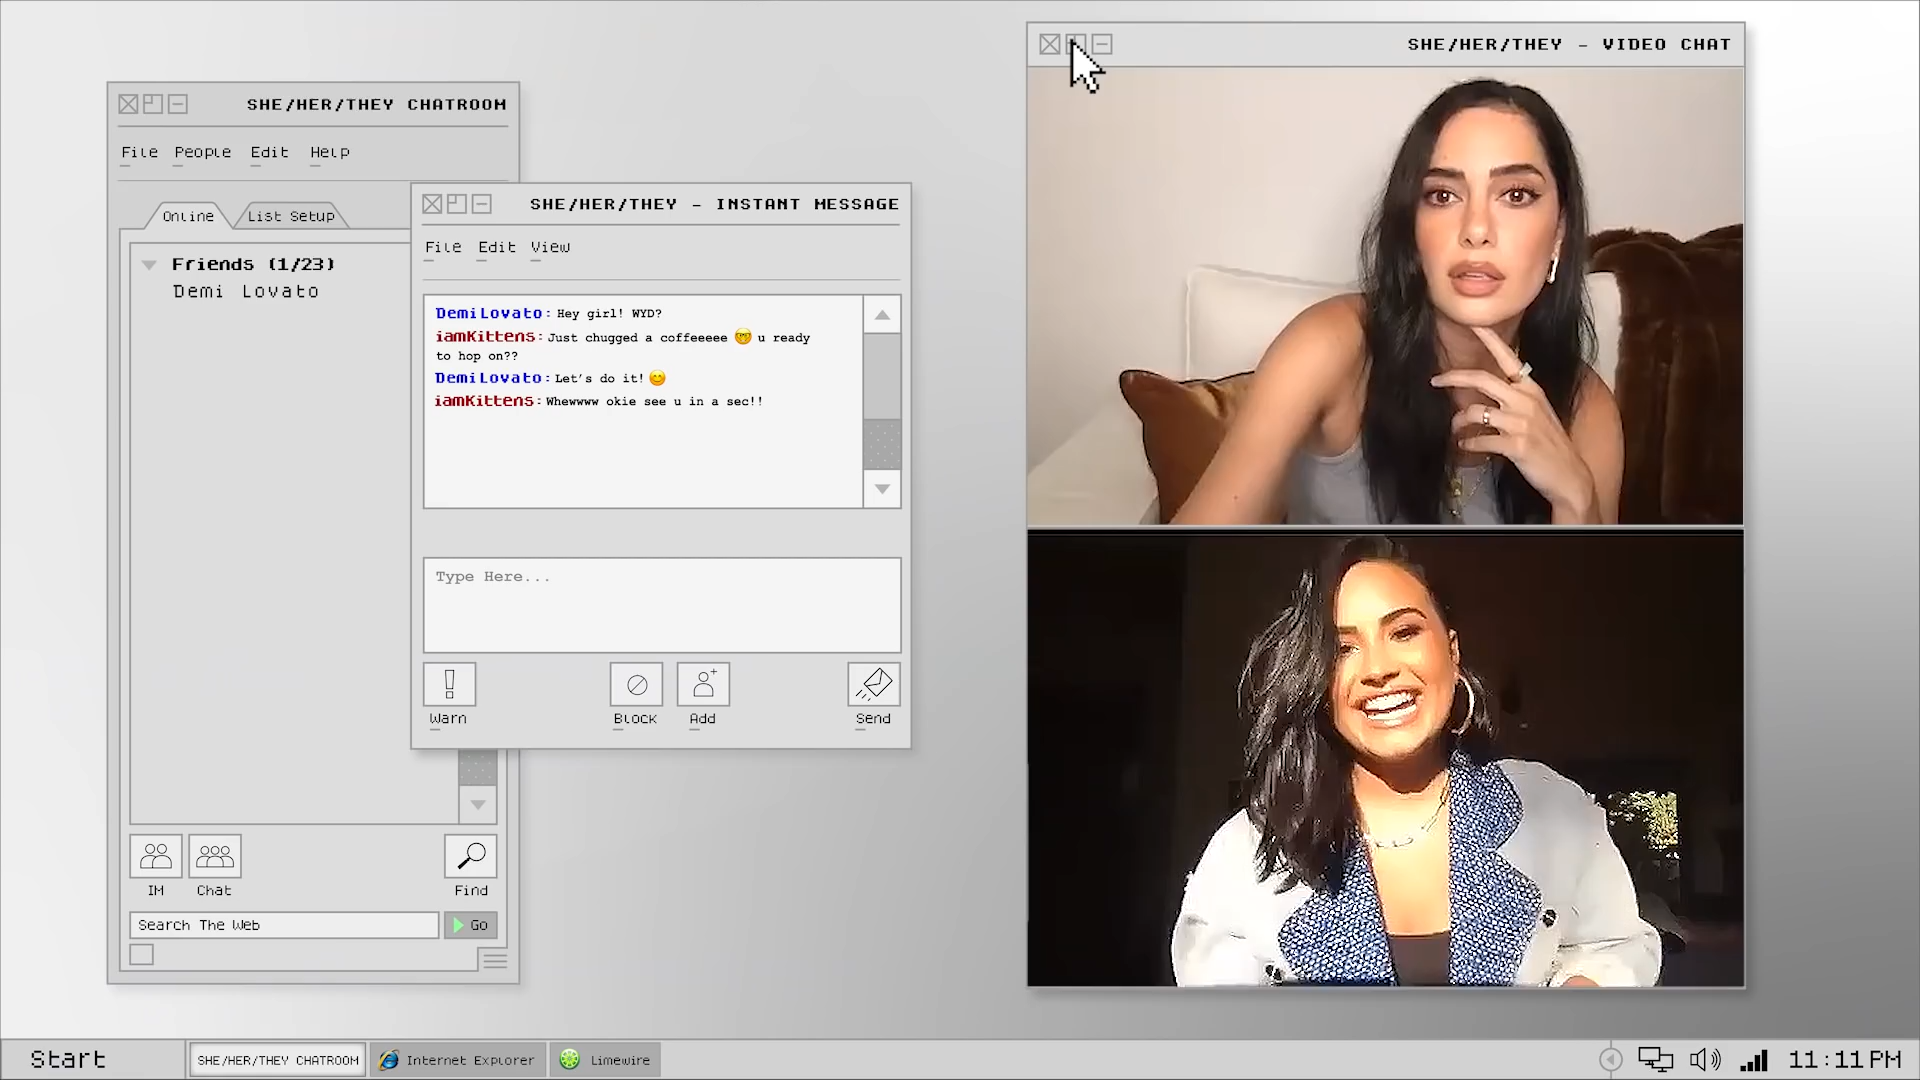 SHE/HER/THEY CHATROOM
File People Edit Help
Online List Setup
Friends (1/23)
Demi Lovato
IM Chat Find
Search The Web Go
SHE/HER/THEY - INSTANT MESSAGE
File Edit View
DemiLovato: Hey girl! WYD?
iamKittens: Just chugged a coffeeeee 🤓 u ready
to hop on??
DemiLovato: Let's do it! 😊
iamKittens: Whewwww okie see u in a sec!!
Type Here...
Warn Block Add Send
SHE/HER/THEY - VIDEO CHAT
Start SHE/HER/THEY CHATROOM Internet Explorer Limewire 11:11 PM